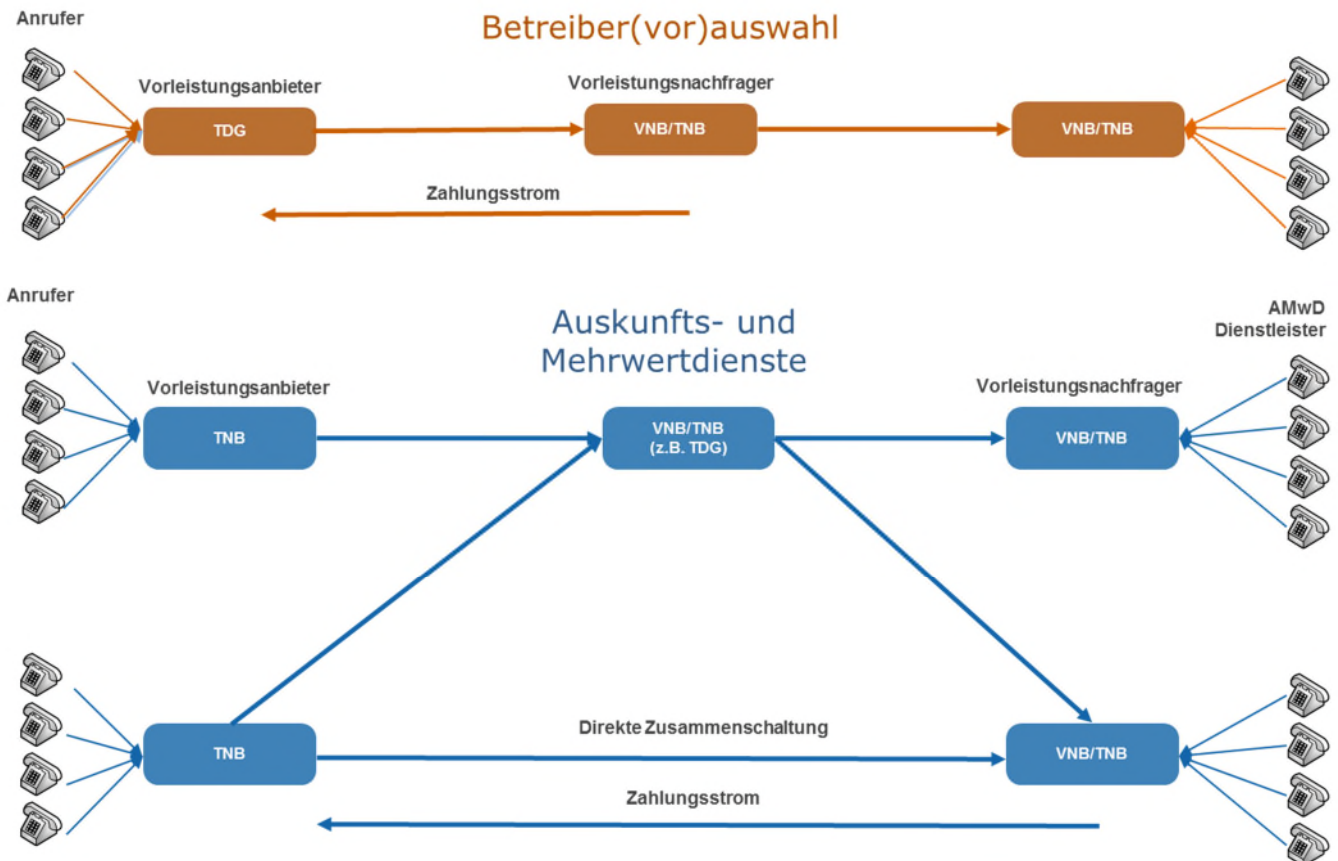 Anrufer
Betreiber(vor)auswahl
Vorleistungsanbieter
Vorleistungsnachfrager
TDG
VNB/TNB
VNB/TNB
Zahlungsstrom
Anrufer
AMwD
Dienstleister
Auskunfts- und
Mehrwertdienste
Vorleistungsanbieter
Vorleistungsnachfrager
TNB
VNB/TNB
(z.B. TDG)
VNB/TNB
Direkte Zusammenschaltung
TNB
VNB/TNB
Zahlungsstrom